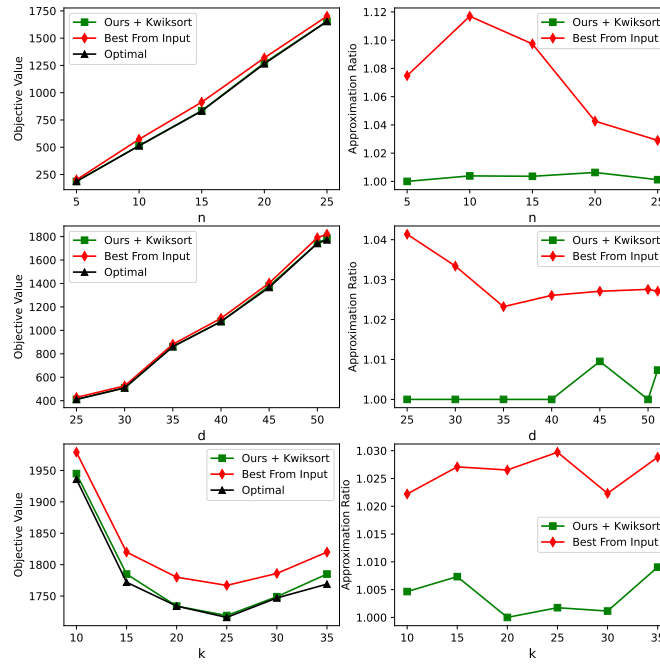 1750
1500
1250
1000
750
500
250
Objective Value
Ours + Kwiksort
Best From Input
Optimal
5 10 15 20 25
n
1.12
1.10
1.08
1.06
1.04
1.02
1.00
Approximation Ratio
Ours + Kwiksort
Best From Input
5 10 15 20 25
n
1800
1600
1400
1200
1000
800
600
400
Objective Value
Ours + Kwiksort
Best From Input
Optimal
25 30 35 40 45 50
d
1.04
1.03
1.02
1.01
1.00
Approximation Ratio
Ours + Kwiksort
Best From Input
25 30 35 40 45 50
d
1950
1900
1850
1800
1750
Objective Value
Ours + Kwiksort
Best From Input
Optimal
10 15 20 25 30 35
k
1.030
1.025
1.020
1.015
1.010
1.005
1.000
Approximation Ratio
Ours + Kwiksort
Best From Input
10 15 20 25 30 35
k